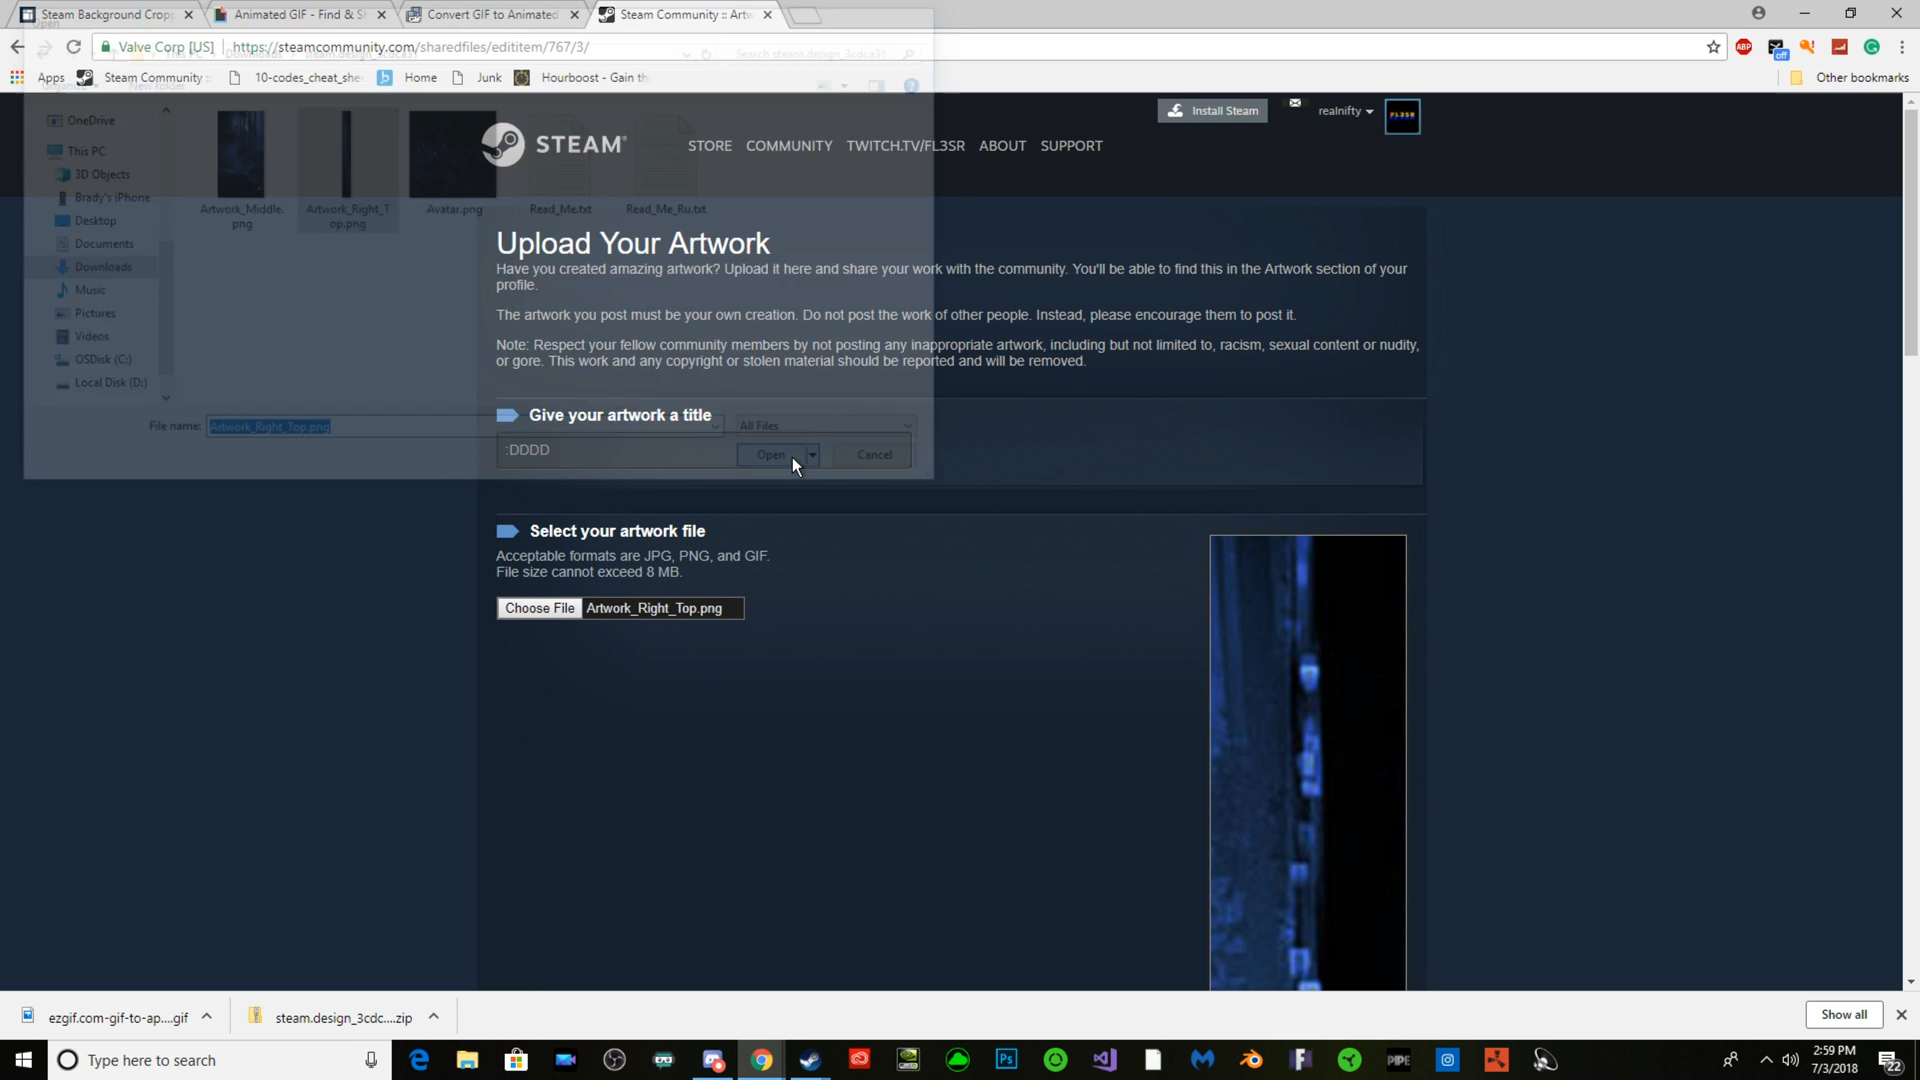 Steam Background Cropp
Animated GIF - Find & S
Convert GIF to Animated
Steam Community :: Artw
Open
Valve Corp [US]
https://steamcommunity.com/sharedfiles/edititem/767/3/
Apps
Steam Community :
10-codes_cheat_she
Home
Junk
Hourboost - Gain th
Other bookmarks
OneDrive
This PC
3D Objects
Brady's iPhone
Desktop
Documents
Downloads
Music
Pictures
Videos
OSDisk (C:)
Local Disk (D:)
Artwork_Middle.
png
Artwork_Right_T
op.png
Avatar.png
Read_Me.txt
Read_Me_Ru.txt
File name:
Artwork_Right_Top.png
All Files
Open
Cancel
Install Steam
realnifty
FL3SR
STEAM
STORE COMMUNITY TWITCH.TV/FL3SR ABOUT SUPPORT
Upload Your Artwork
Have you created amazing artwork? Upload it here and share your work with the community. You'll be able to find this in the Artwork section of your
profile.
The artwork you post must be your own creation. Do not post the work of other people. Instead, please encourage them to post it.
Note: Respect your fellow community members by not posting any inappropriate artwork, including but not limited to, racism, sexual content or nudity,
or gore. This work and any copyright or stolen material should be reported and will be removed.
Give your artwork a title
:DDDD
Select your artwork file
Acceptable formats are JPG, PNG, and GIF.
File size cannot exceed 8 MB.
Choose File Artwork_Right_Top.png
ezgif.com-gif-to-ap....gif
steam.design_3cdc....zip
Show all
Type here to search
Ps
PIPE
2:59 PM
7/3/2018
22